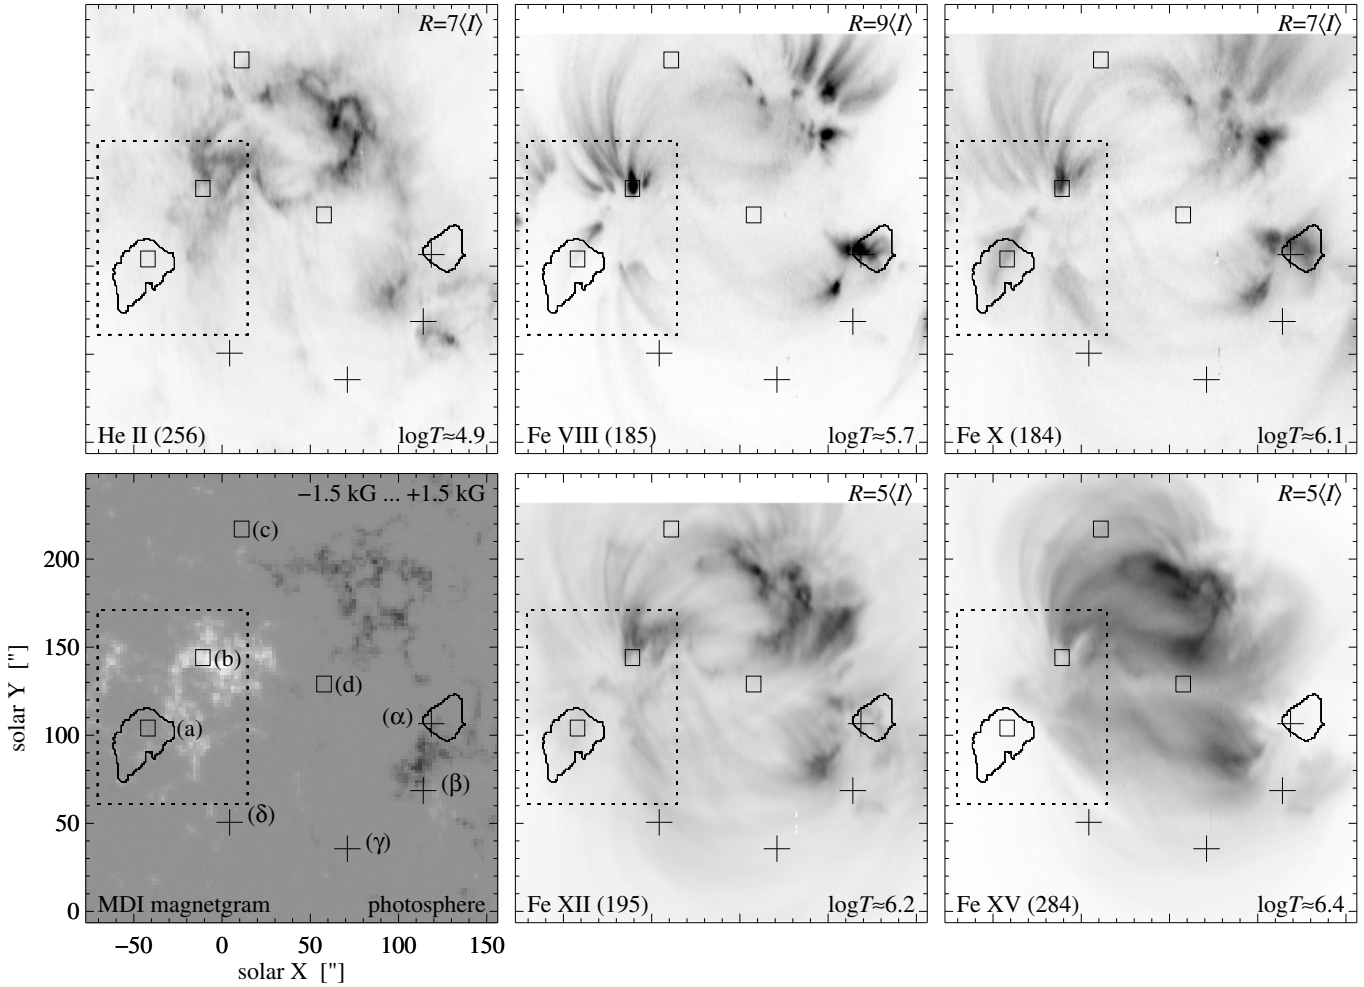 R=7⟨I⟩
He II (256)
logT≈4.9
R=9⟨I⟩
Fe VIII (185)
logT≈5.7
R=7⟨I⟩
Fe X (184)
logT≈6.1
−1.5 kG ... +1.5 kG
(c)
(b)
(d)
(a)
(α)
(β)
(δ)
(γ)
MDI magnetgram
photosphere
R=5⟨I⟩
Fe XII (195)
logT≈6.2
R=5⟨I⟩
Fe XV (284)
logT≈6.4
200
150
100
50
0
solar Y ["]
−50 0 50 100 150
solar X ["]